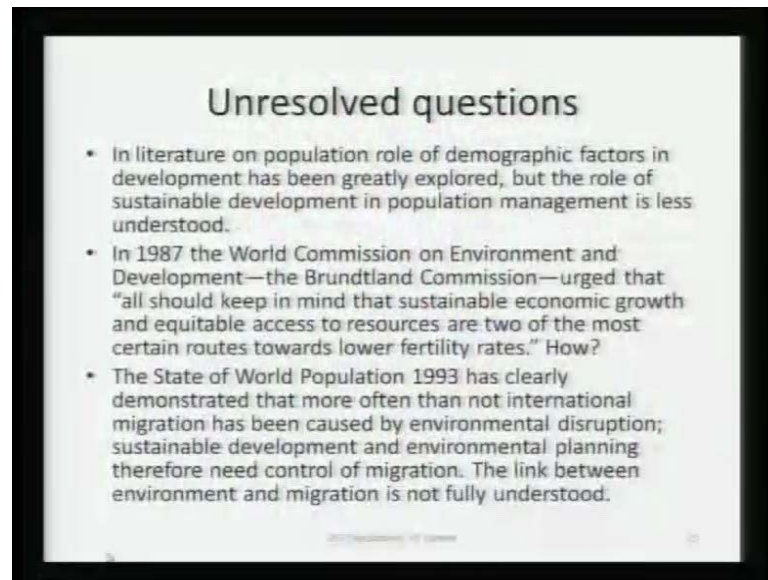 Unresolved questions
• In literature on population role of demographic factors in
development has been greatly explored, but the role of
sustainable development in population management is less
understood.
• In 1987 the World Commission on Environment and
Development—the Brundtland Commission—urged that
"all should keep in mind that sustainable economic growth
and equitable access to resources are two of the most
certain routes towards lower fertility rates." How?
• The State of World Population 1993 has clearly
demonstrated that more often than not international
migration has been caused by environmental disruption;
sustainable development and environmental planning
therefore need control of migration. The link between
environment and migration is not fully understood.